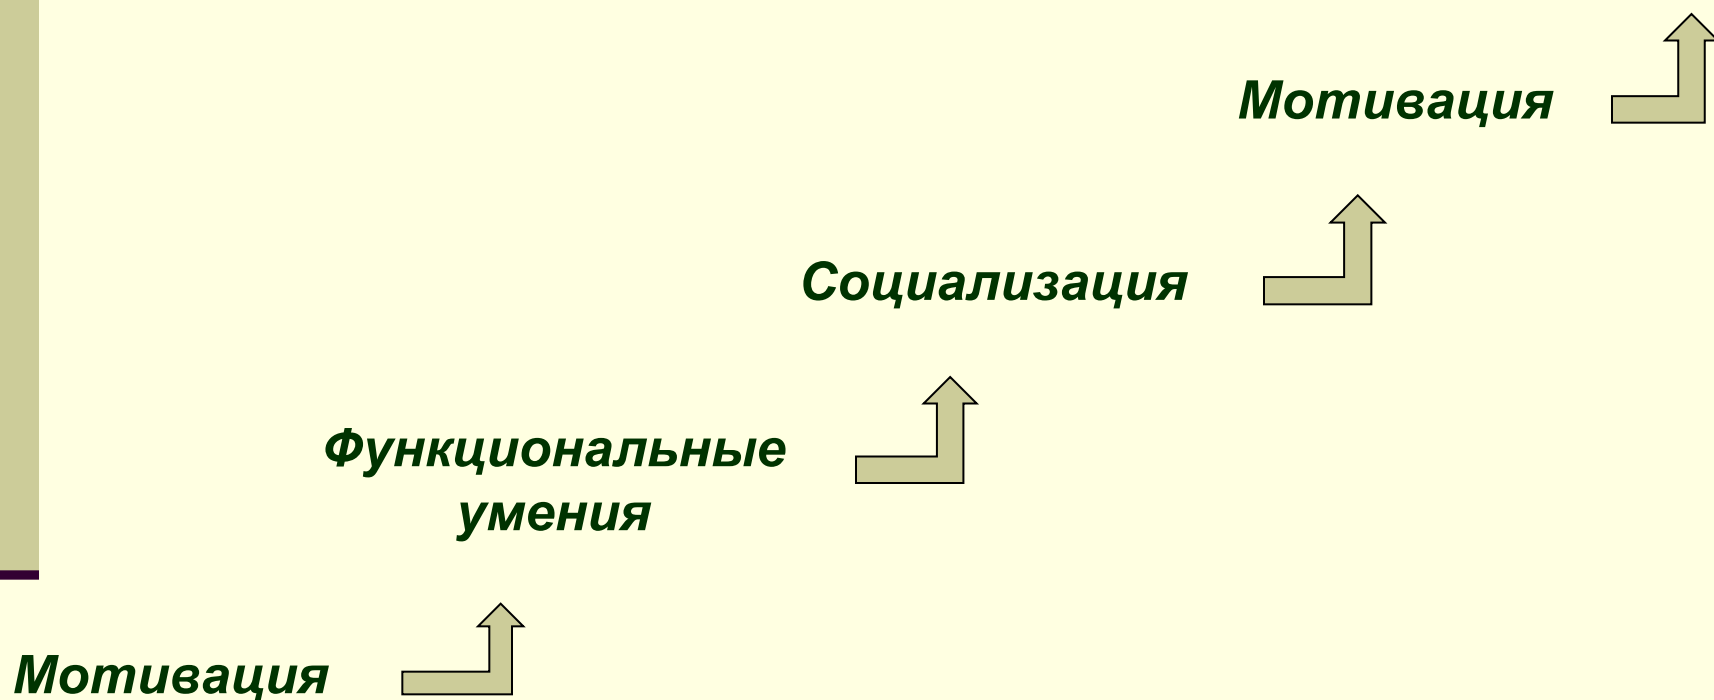 Мотивация
Социализация
Функциональные
умения
Мотивация